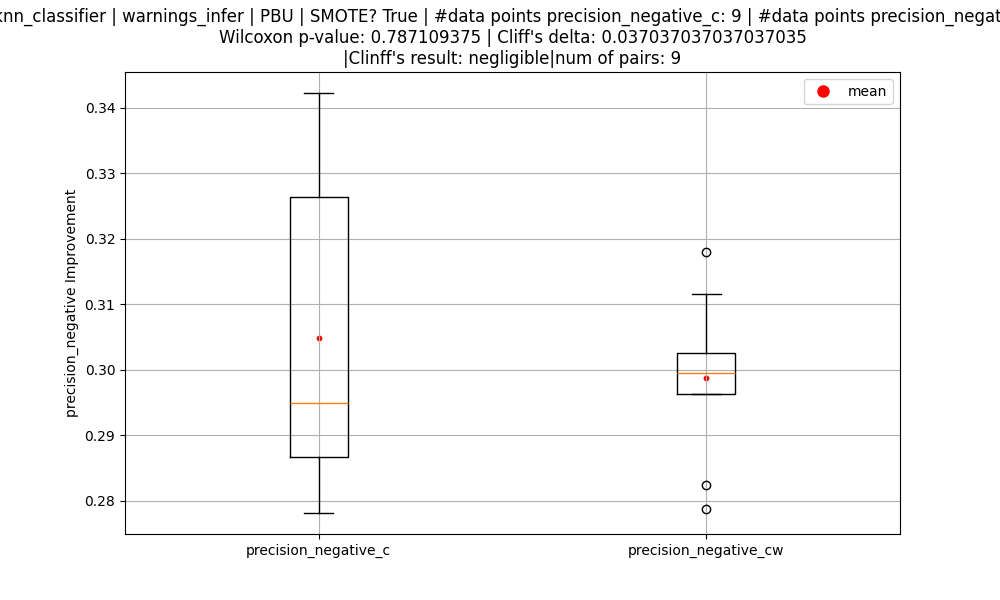 knn_classifier | warnings_infer | PBU | SMOTE? True | #data points precision_negative_c: 9 | #data points
Wilcoxon p-value: 0.787109375 | Cliff's delta: 0.037037037037037035
|Clinff's result: negligible|num of pairs: 9
mean
0.34
0.33
0.32
0.31
0.30
0.29
0.28
precision_negative Improvement
precision_negative_c
precision_negative_cw